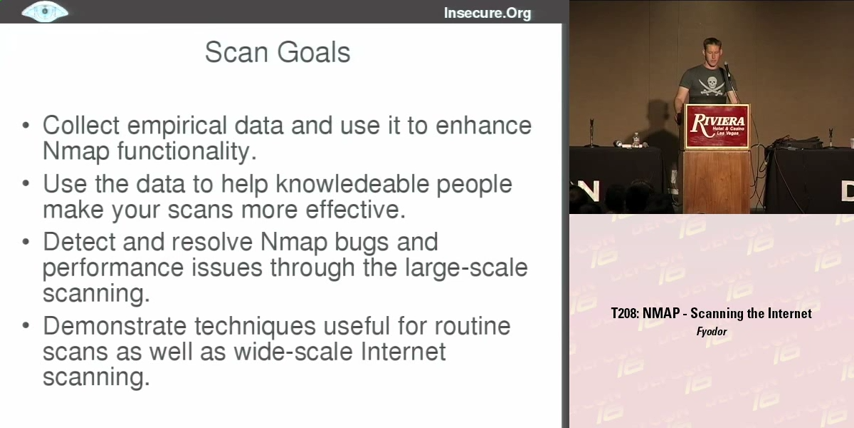 Insecure.Org
Scan Goals
• Collect empirical data and use it to enhance
Nmap functionality.
• Use the data to help knowledeable people
make your scans more effective.
• Detect and resolve Nmap bugs and
performance issues through the large-scale
scanning.
• Demonstrate techniques useful for routine
scans as well as wide-scale Internet
scanning.
RIVIERA
Hotel & Casino
Las Vegas
N
D
T208: NMAP - Scanning the Internet
Fyodor